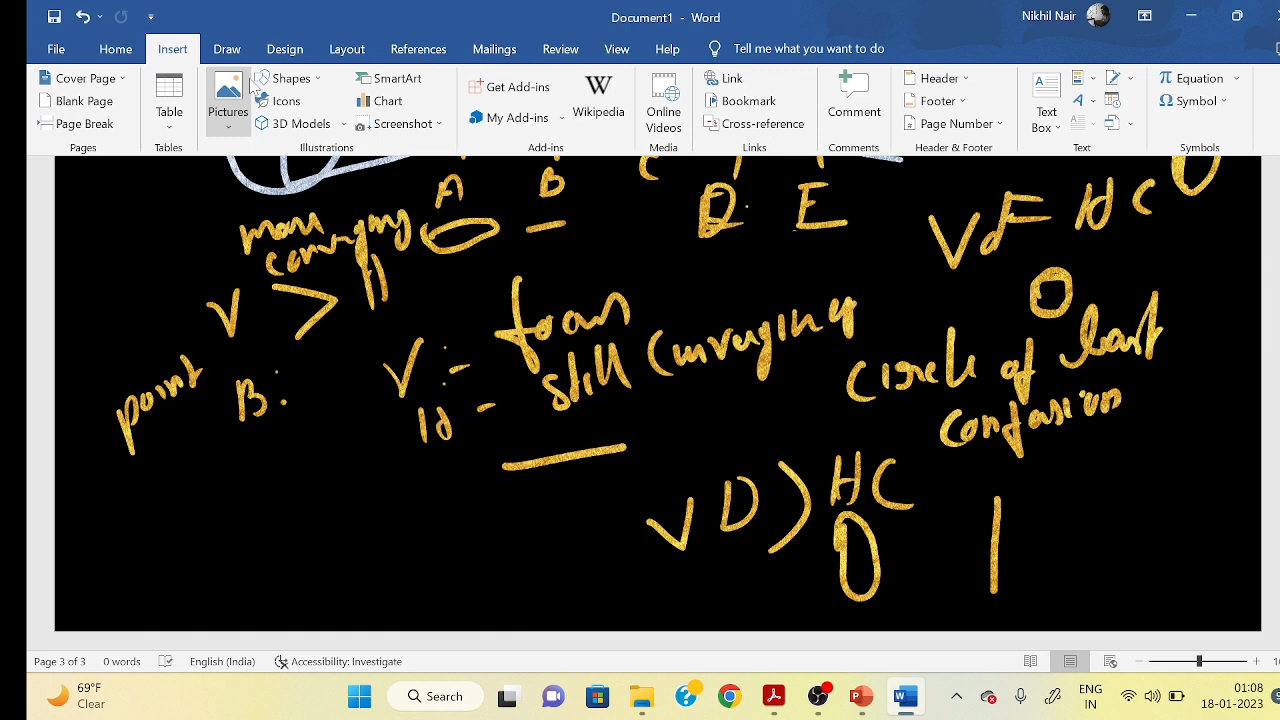 Document1 - Word
Nikhil Nair
File Home Insert Draw Design Layout References Mailings Review View Help Tell me what you want to do
Cover Page
Blank Page
Page Break
Pages
Table
Tables
Pictures
Shapes
Icons
3D Models
SmartArt
Chart
Screenshot
Illustrations
Get Add-ins
My Add-ins
Wikipedia
Add-ins
Online Videos
Media
Link
Bookmark
Cross-reference
Links
Comment
Comments
Header
Footer
Page Number
Header & Footer
Text Box
Text
Equation
Symbol
Symbols
A B C D E
more converging
V >
V = H C
point B:
V :- focus
H - still converging
circle of least
confusion
V D > H C
Page 3 of 3 0 words English (India) Accessibility: Investigate
69°F
Clear
Search
ENG
IN
01:08
18-01-2023